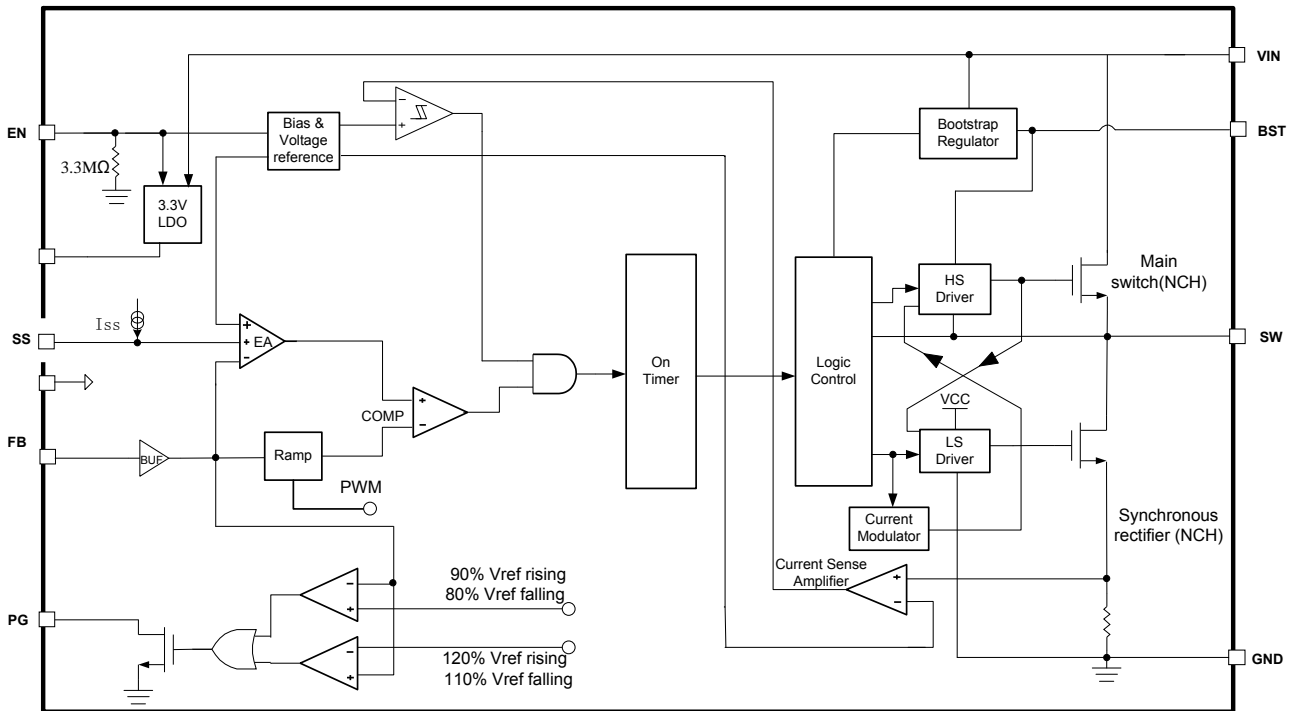 VIN
EN
Bias &
Voltage
reference
−
+
Bootstrap
Regulator
BST
3.3MΩ
3.3V
LDO
HS
Driver
Main
switch(NCH)
SS
Iss
+
+
−
EA
On
Timer
Logic
Control
SW
COMP
+
−
VCC
FB
BUF
Ramp
LS
Driver
PWM
Current
Modulator
Synchronous
rectifier (NCH)
Current Sense
Amplifier
+
−
90% Vref rising
80% Vref falling
−
+
PG
−
+
120% Vref rising
110% Vref falling
GND